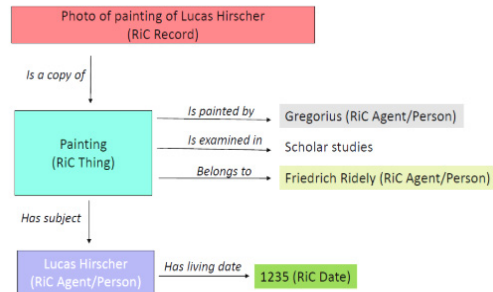 Photo of painting of Lucas Hirscher
(RiC Record)
Is a copy of
Is painted by
Gregorius (RiC Agent/Person)
Painting
(RiC Thing)
Is examined in
Scholar studies
Belongs to
Friedrich Ridely (RiC Agent/Person)
Has subject
Lucas Hirscher
(RiC Agent/Person)
Has living date
1235 (RiC Date)